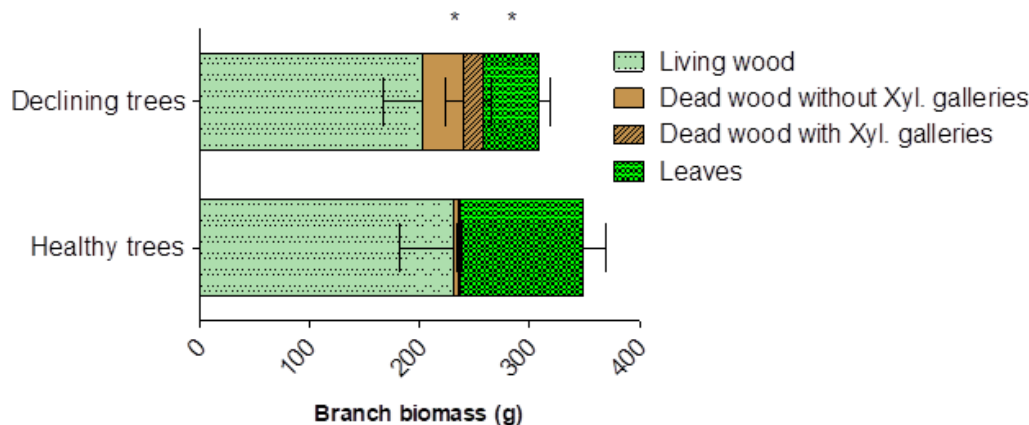 * *
Declining trees
Healthy trees
Living wood
Dead wood without Xyl. galleries
Dead wood with Xyl. galleries
Leaves
0 100 200 300 400
Branch biomass (g)